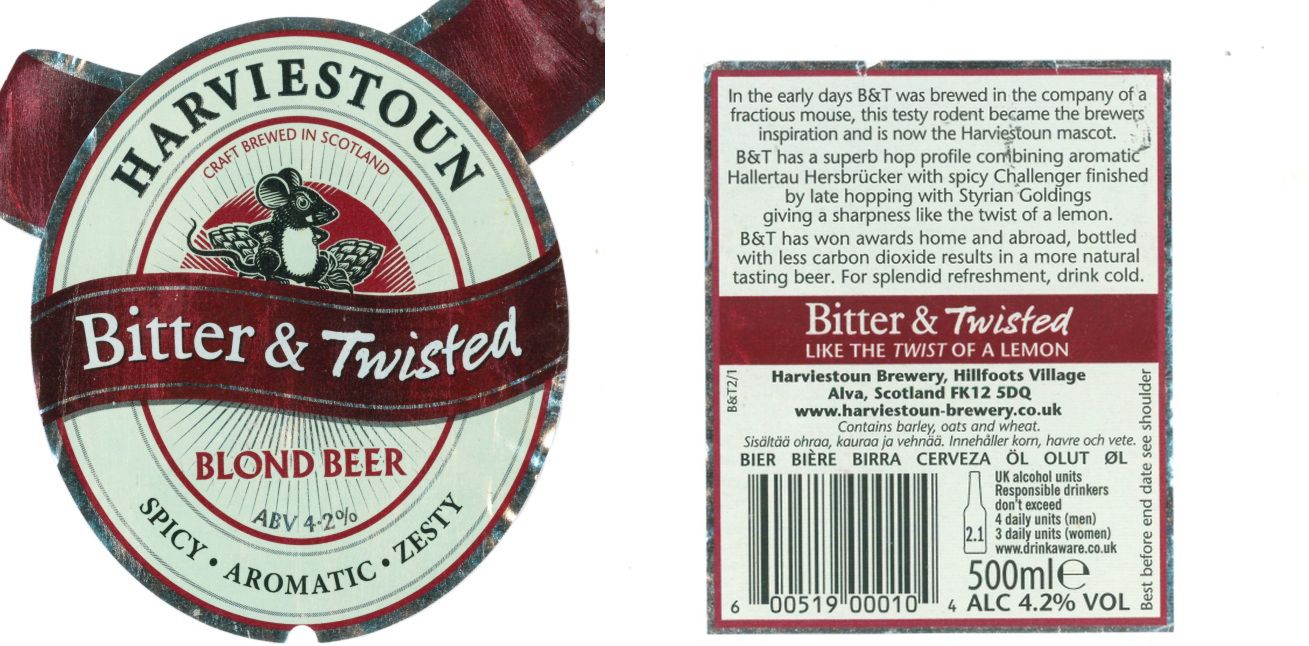 HARVIESTOUN
CRAFT BREWED IN SCOTLAND
Bitter & Twisted
BLOND BEER
ABV 4·2%
SPICY • AROMATIC • ZESTY
In the early days B&T was brewed in the company of a
fractious mouse, this testy rodent became the brewers
inspiration and is now the Harviestoun mascot.
B&T has a superb hop profile combining aromatic
Hallertau Hersbrücker with spicy Challenger finished
by late hopping with Styrian Goldings
giving a sharpness like the twist of a lemon.
B&T has won awards home and abroad, bottled
with less carbon dioxide results in a more natural
tasting beer. For splendid refreshment, drink cold.
Bitter & Twisted
LIKE THE TWIST OF A LEMON
B&T2/1
Harviestoun Brewery, Hillfoots Village
Alva, Scotland FK12 5DQ
www.harviestoun-brewery.co.uk
Contains barley, oats and wheat.
Sisältää ohraa, kauraa ja vehnää. Innehåller korn, havre och vete.
BIER BIÈRE BIRRA CERVEZA ÖL OLUT ØL
UK alcohol units
Responsible drinkers
don't exceed
4 daily units (men)
3 daily units (women)
www.drinkaware.co.uk
2.1
500ml e
ALC 4.2% VOL
6 00519 00010 4
Best before end date see shoulder